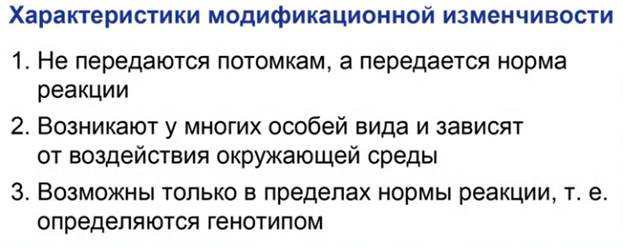 Характеристики модификационной изменчивости
1. Не передаются потомкам, а передается норма
реакции
2. Возникают у многих особей вида и зависят
от воздействия окружающей среды
3. Возможны только в пределах нормы реакции, т. е.
определяются генотипом